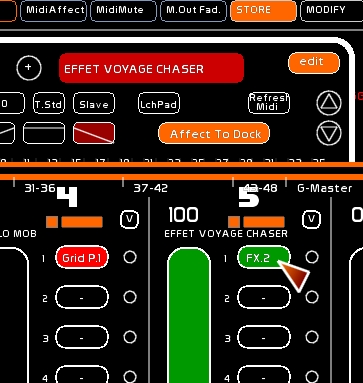 MidiAffect MidiMute M.Out Fad. STORE MODIFY
+ EFFET VOYAGE CHASER edit
0 T.Std Slave LchPad Refresh Midi
Affect To Dock
31-36 37-42 43-48 G-Master
4 5
V 100 V 0
LO MOB EFFET VOYAGE CHASER
1 Grid P.1 1 FX.2
2 - 2 -
3 - 3 -
4 - 4 -